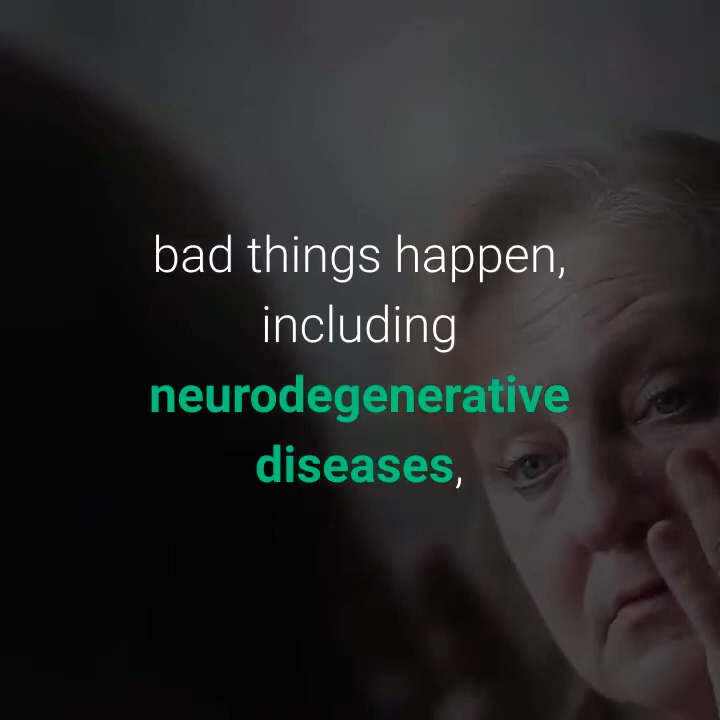 bad things happen,
including
neurodegenerative
diseases,